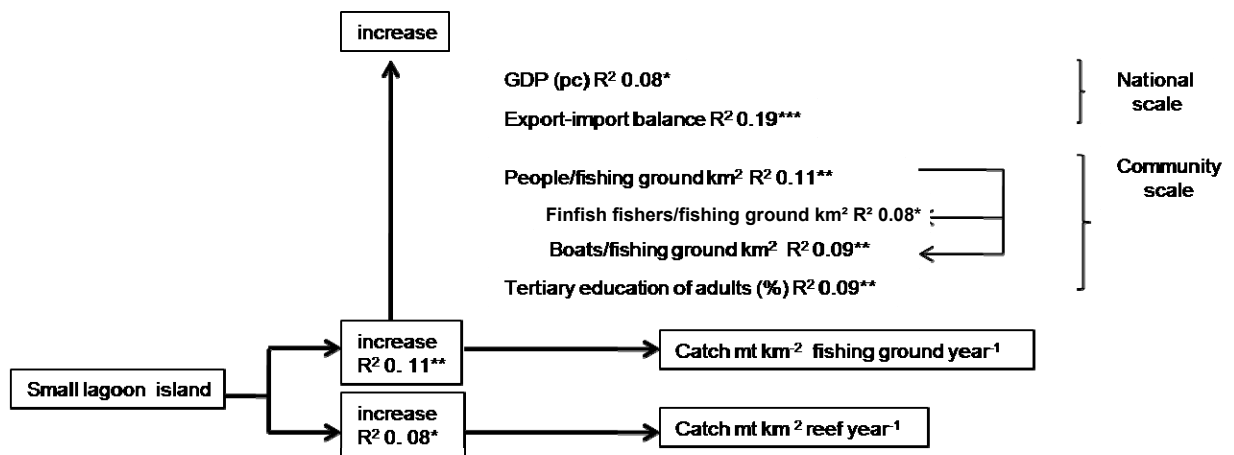 increase
GDP (pc) R² 0.08*
Export-import balance R² 0.19***
National
scale
People/fishing ground km² R² 0.11**
Finfish fishers/fishing ground km² R² 0.08*
Boats/fishing ground km² R² 0.09**
Tertiary education of adults (%) R² 0.09**
Community
scale
increase
R² 0. 11**
Catch mt km⁻² fishing ground year⁻¹
Small lagoon island
increase
R² 0. 08*
Catch mt km ² reef year⁻¹